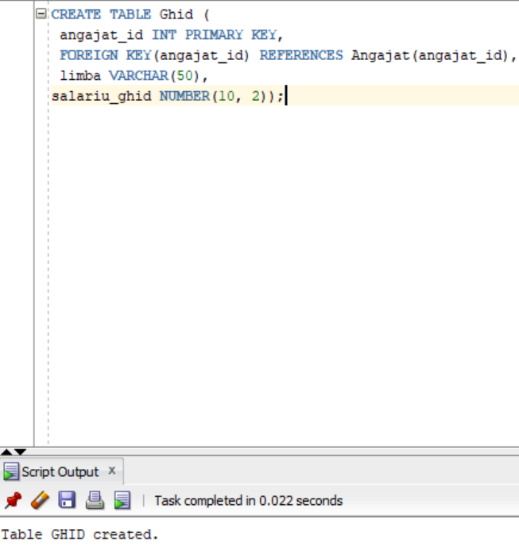 CREATE TABLE Ghid (
angajat_id INT PRIMARY KEY,
FOREIGN KEY(angajat_id) REFERENCES Angajat(angajat_id),
limba VARCHAR(50),
salariu_ghid NUMBER(10, 2));
Script Output x
Task completed in 0.022 seconds
Table GHID created.